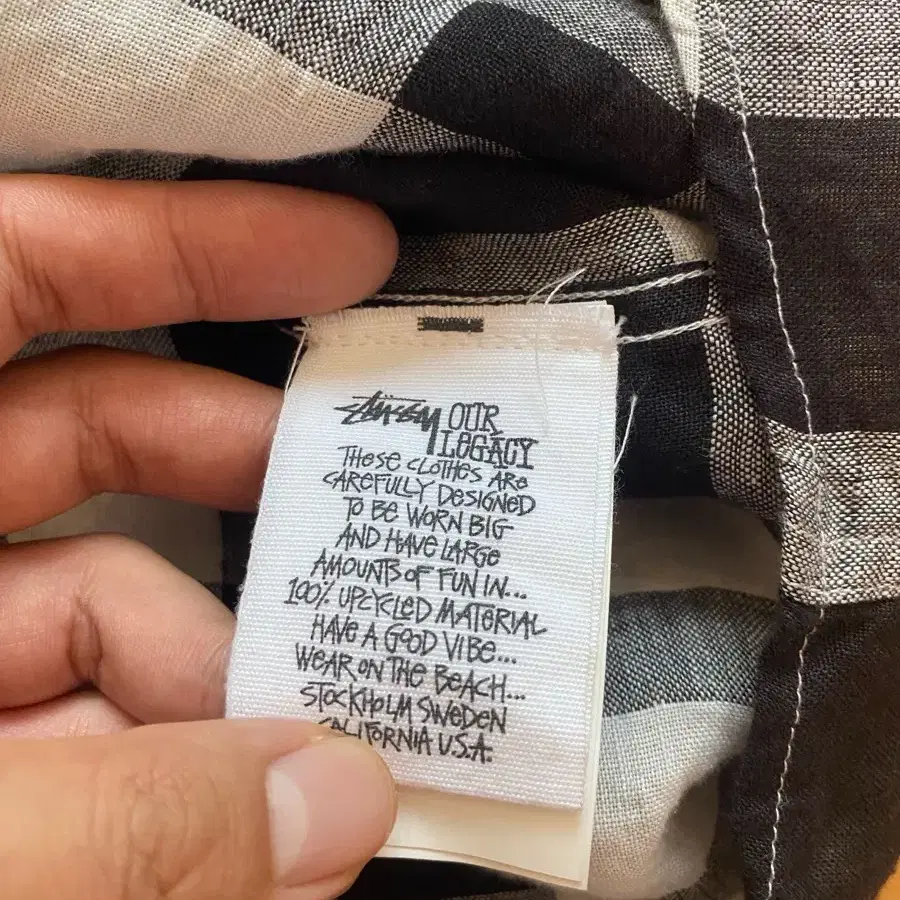 STÜSSY OUR
LEGACY
THESE CLOTHES ARE
CAREFULLY DESIGNED
TO BE WORN BIG
AND HAVE LARGE
AMOUNTS OF FUN IN...
100% UPCYCLED MATERIAL
HAVE A GOOD VIBE...
WEAR ON THE BEACH...
STOCKHOLM SWEDEN
CALIFORNIA U.S.A.